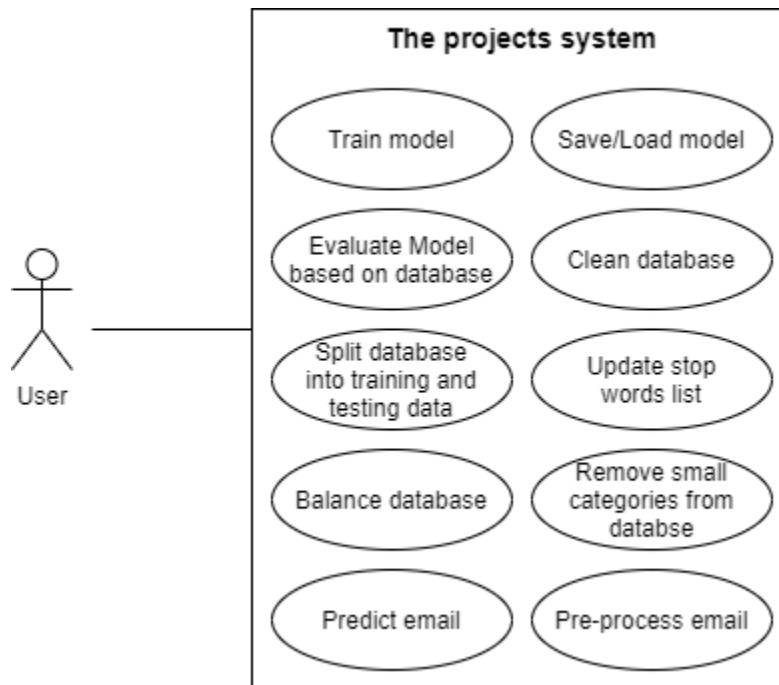 The projects system
Train model
Save/Load model
Evaluate Model
based on database
Clean database
Split database
into training and
testing data
Update stop
words list
Balance database
Remove small
categories from
databse
Predict email
Pre-process email
User